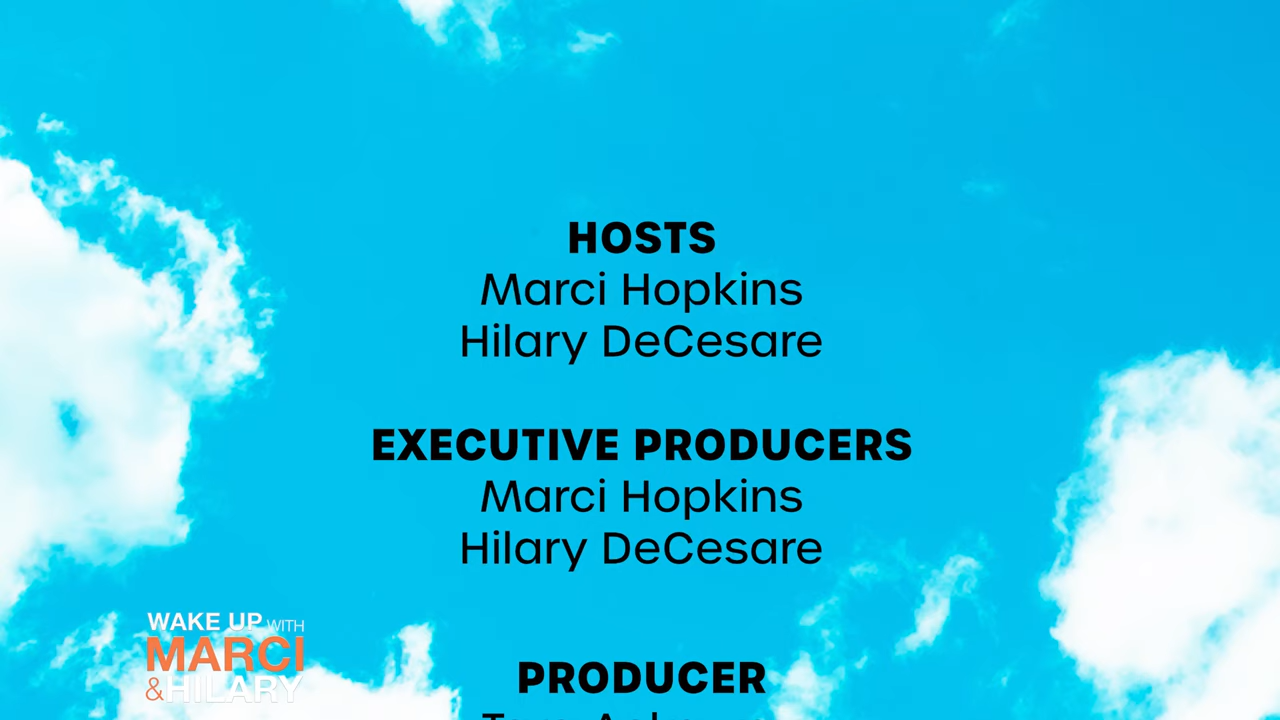 HOSTS
Marci Hopkins
Hilary DeCesare
EXECUTIVE PRODUCERS
Marci Hopkins
Hilary DeCesare
WAKE UP WITH
MARCI
&HILARY
PRODUCER